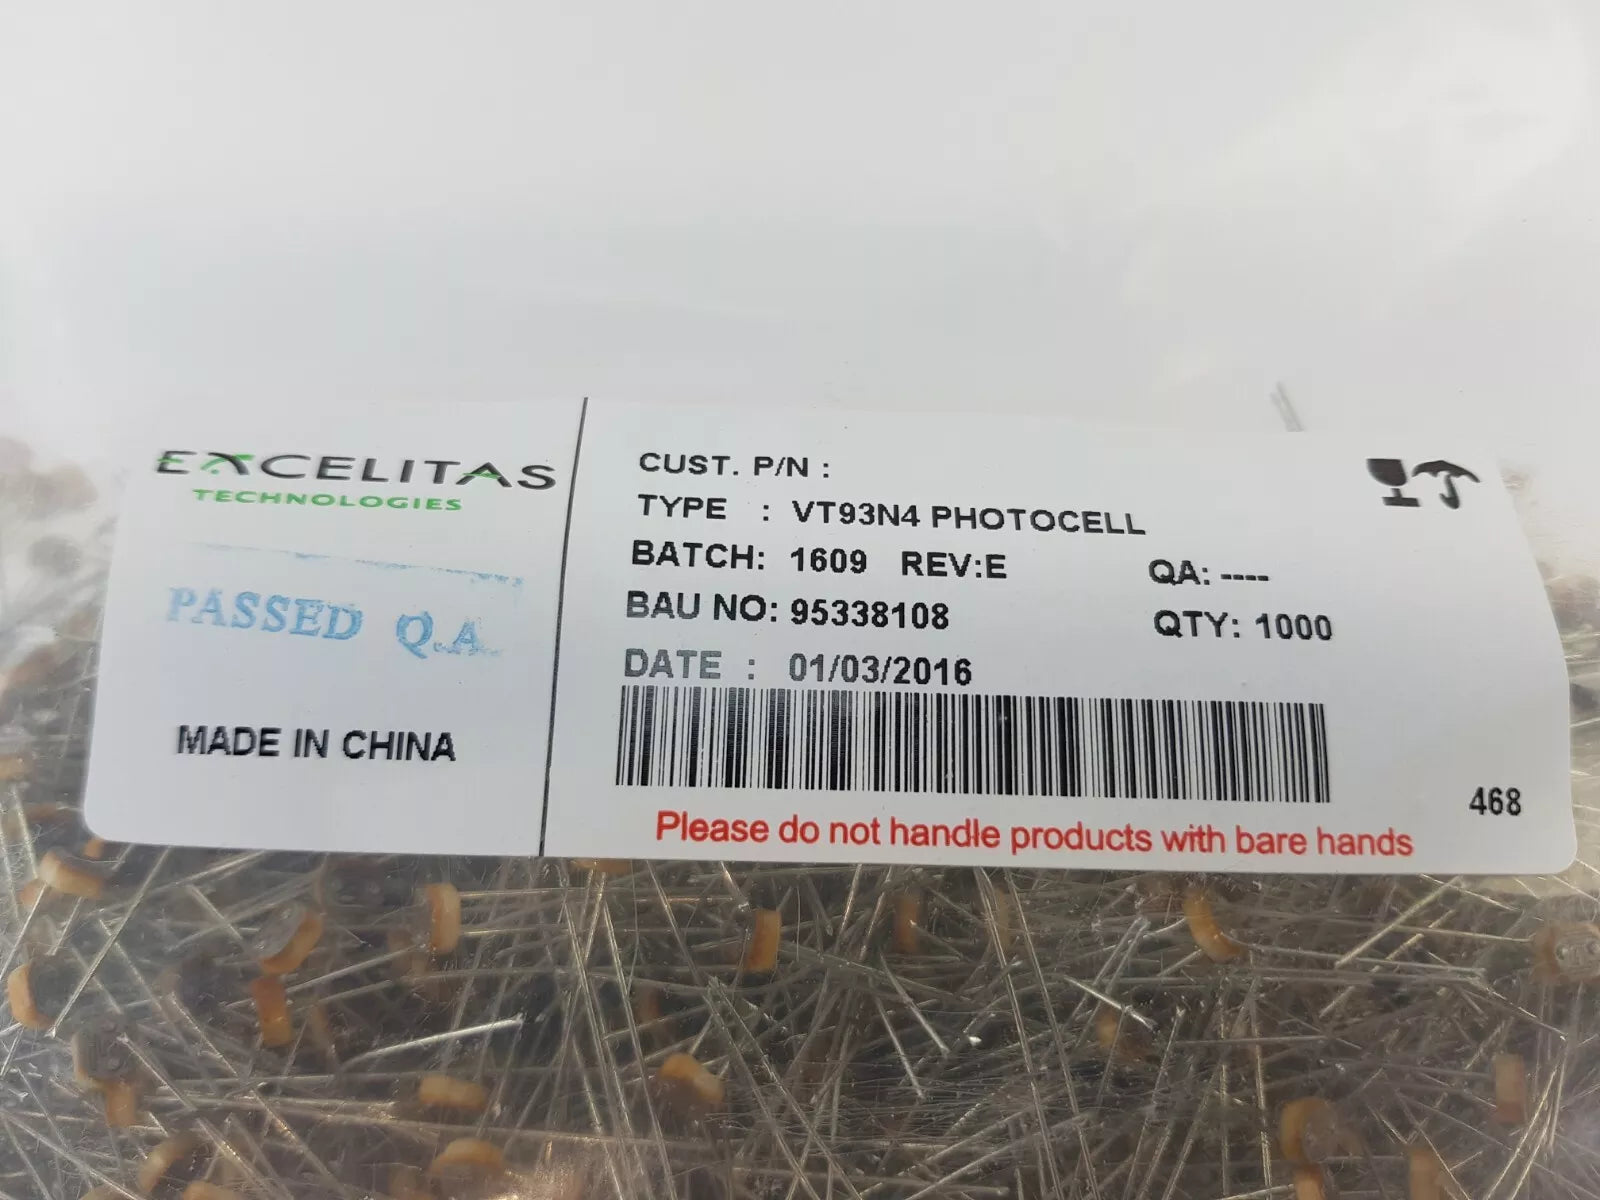 EXCELITAS
TECHNOLOGIES
PASSED Q.A.
MADE IN CHINA
CUST. P/N :
TYPE : VT93N4 PHOTOCELL
BATCH: 1609 REV:E QA: ----
BAU NO: 95338108 QTY: 1000
DATE : 01/03/2016
468
Please do not handle products with bare hands